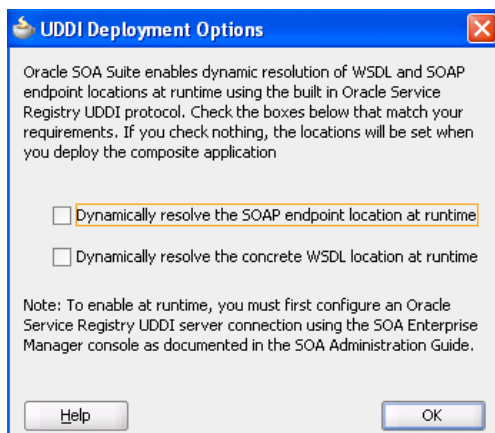 UDDI Deployment Options
Oracle SOA Suite enables dynamic resolution of WSDL and SOAP
endpoint locations at runtime using the built in Oracle Service
Registry UDDI protocol. Check the boxes below that match your
requirements. If you check nothing, the locations will be set when
you deploy the composite application
Dynamically resolve the SOAP endpoint location at runtime
Dynamically resolve the concrete WSDL location at runtime
Note: To enable at runtime, you must first configure an Oracle
Service Registry UDDI server connection using the SOA Enterprise
Manager console as documented in the SOA Administration Guide.
Help
OK